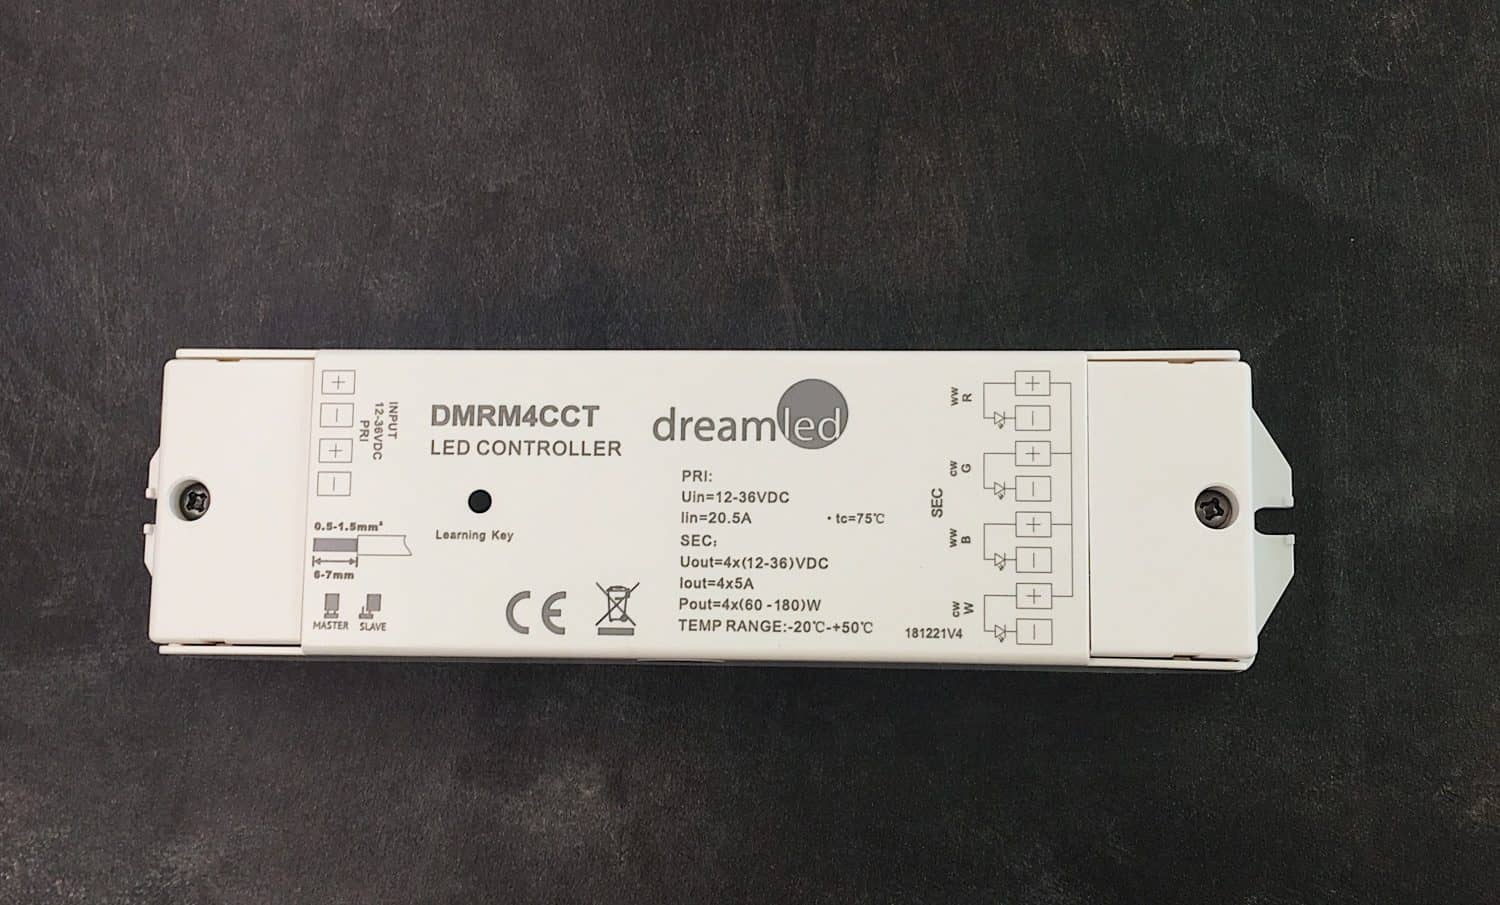 +
−
+
−
INPUT
12-36VDC
PRI
0.5-1.5mm²
6-7mm
MASTER SLAVE
DMRM4CCT
LED CONTROLLER
Learning Key
CE
dreamled
PRI:
Uin=12-36VDC
Iin=20.5A
• tc=75℃
SEC:
Uout=4x(12-36)VDC
Iout=4x5A
Pout=4x(60-180)W
TEMP RANGE:-20℃-+50℃
181221V4
SEC
WW
R
+
−
CW
G
+
−
WW
B
+
−
CW
W
+
−